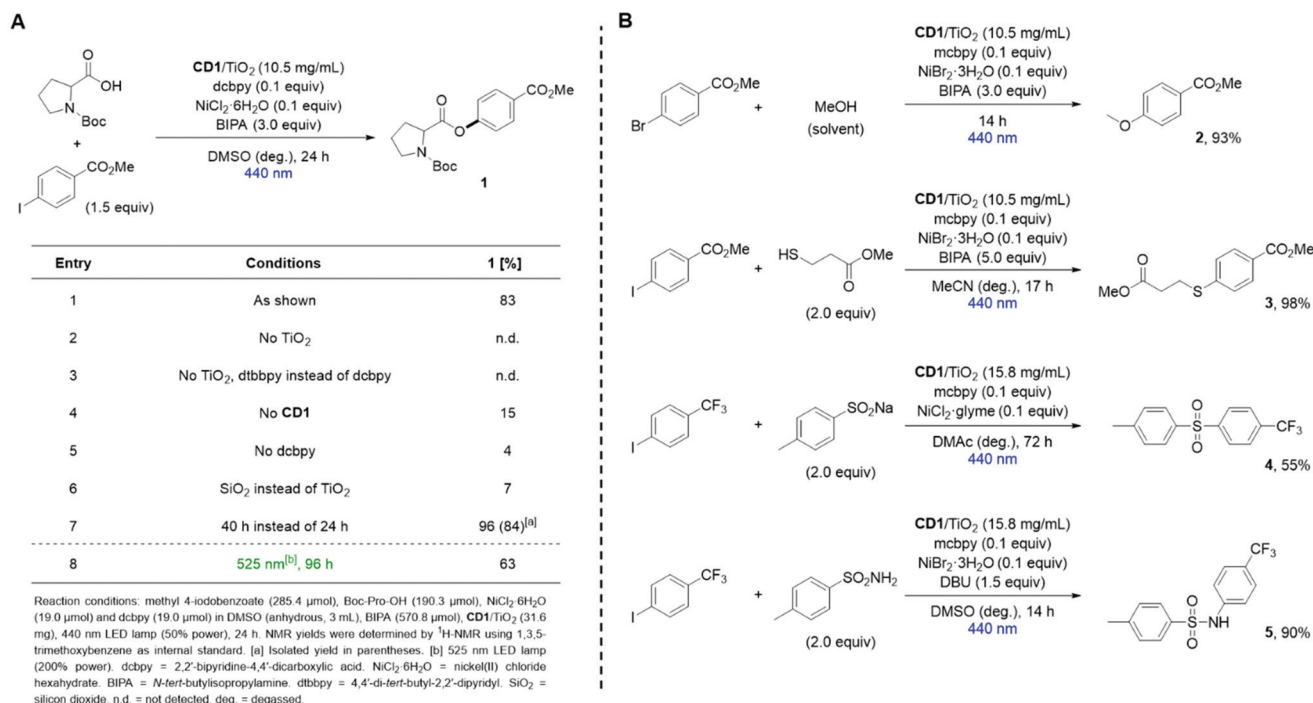 A
O
OH
N
Boc
+
CO₂Me
I
(1.5 equiv)
CD1/TiO₂ (10.5 mg/mL)
dcbpy (0.1 equiv)
NiCl₂·6H₂O (0.1 equiv)
BIPA (3.0 equiv)
DMSO (deg.), 24 h
440 nm
CO₂Me
O
O
N
Boc
1
Entry Conditions 1 [%]
1 As shown 83
2 No TiO₂ n.d.
3 No TiO₂, dtbbpy instead of dcbpy n.d.
4 No CD1 15
5 No dcbpy 4
6 SiO₂ instead of TiO₂ 7
7 40 h instead of 24 h 96 (84)[a]
8 525 nm[b], 96 h 63
Reaction conditions: methyl 4-iodobenzoate (285.4 μmol), Boc-Pro-OH (190.3 μmol), NiCl₂·6H₂O
(19.0 μmol) and dcbpy (19.0 μmol) in DMSO (anhydrous, 3 mL), BIPA (570.8 μmol), CD1/TiO₂ (31.6
mg), 440 nm LED lamp (50% power), 24 h. NMR yields were determined by ¹H-NMR using 1,3,5-
trimethoxybenzene as internal standard. [a] Isolated yield in parentheses. [b] 525 nm LED lamp
(200% power). dcbpy = 2,2'-bipyridine-4,4'-dicarboxylic acid. NiCl₂·6H₂O = nickel(II) chloride
hexahydrate. BIPA = N-tert-butylisopropylamine. dtbbpy = 4,4'-di-tert-butyl-2,2'-dipyridyl. SiO₂ =
silicon dioxide. n.d. = not detected. deg. = degassed.
B
CO₂Me
Br
+
MeOH
(solvent)
CD1/TiO₂ (10.5 mg/mL)
mcbpy (0.1 equiv)
NiBr₂·3H₂O (0.1 equiv)
BIPA (3.0 equiv)
14 h
440 nm
CO₂Me
O
2, 93%
CO₂Me
I
+
HS
OMe
O
(2.0 equiv)
CD1/TiO₂ (10.5 mg/mL)
mcbpy (0.1 equiv)
NiBr₂·3H₂O (0.1 equiv)
BIPA (5.0 equiv)
MeCN (deg.), 17 h
440 nm
CO₂Me
O
MeO
S
3, 98%
CF₃
I
+
SO₂Na
(2.0 equiv)
CD1/TiO₂ (15.8 mg/mL)
mcbpy (0.1 equiv)
NiCl₂·glyme (0.1 equiv)
DMAc (deg.), 72 h
440 nm
O
S
O
CF₃
4, 55%
CF₃
I
+
SO₂NH₂
(2.0 equiv)
CD1/TiO₂ (15.8 mg/mL)
mcbpy (0.1 equiv)
NiBr₂·3H₂O (0.1 equiv)
DBU (1.5 equiv)
DMSO (deg.), 14 h
440 nm
CF₃
O
S
NH
O
5, 90%